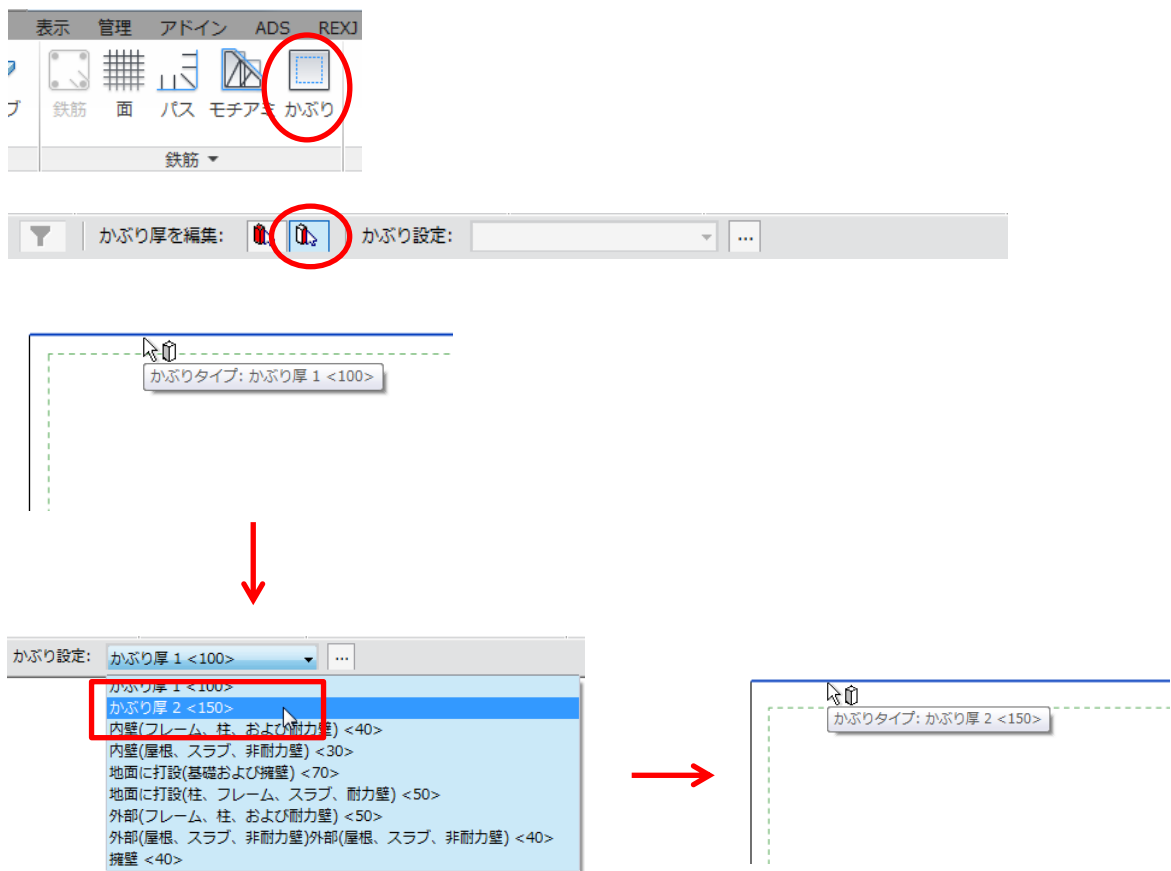 表示 管理 アドイン ADS REXJ
ブ 鉄筋 面 パス モチアミ かぶり
鉄筋
かぶり厚を編集: かぶり設定: ...
かぶりタイプ: かぶり厚 1 <100>
かぶり設定: かぶり厚 1 <100> ...
かぶり厚 1 <100>
かぶり厚 2 <150>
内壁(フレーム、柱、および耐力壁) <40>
内壁(屋根、スラブ、非耐力壁) <30>
地面に打設(基礎および擁壁) <70>
地面に打設(柱、フレーム、スラブ、耐力壁) <50>
外部(フレーム、柱、および耐力壁) <50>
外部(屋根、スラブ、非耐力壁)外部(屋根、スラブ、非耐力壁) <40>
擁壁 <40>
かぶりタイプ: かぶり厚 2 <150>